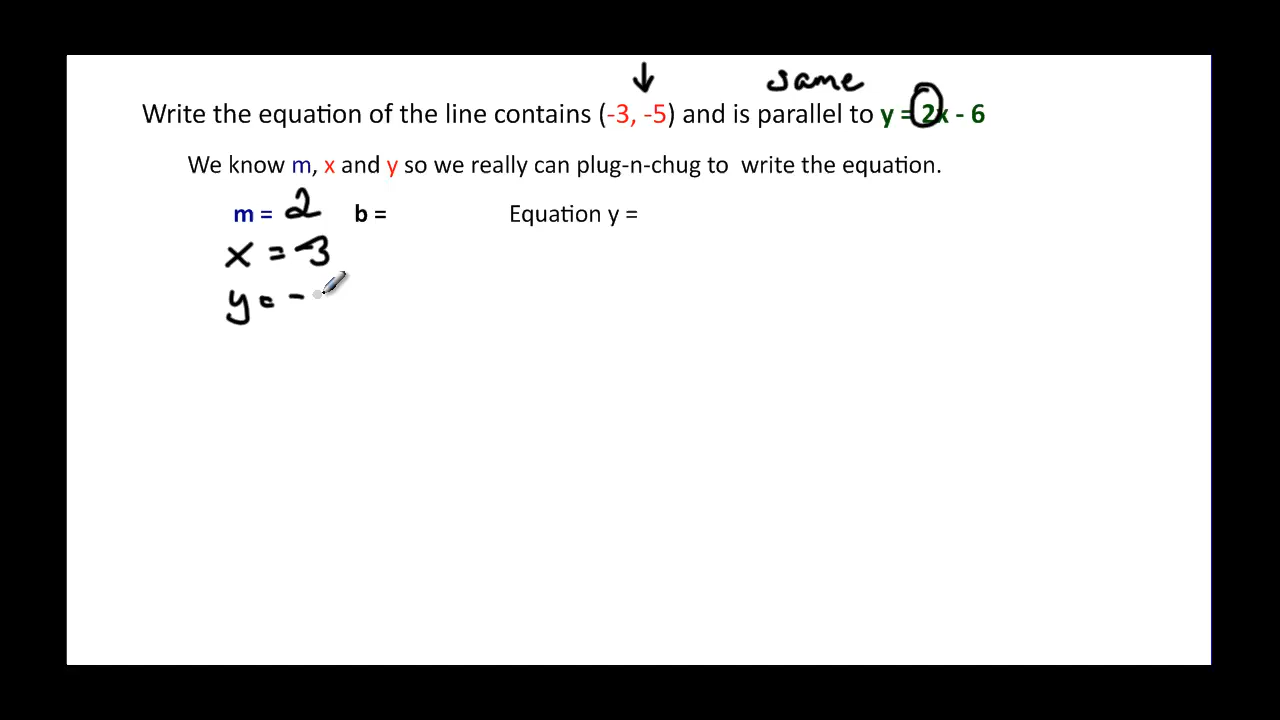 same
Write the equation of the line contains (-3, -5) and is parallel to y = 2x - 6
We know m, x and y so we really can plug-n-chug to write the equation.
m = 2 b = Equation y =
x = -3
y = -